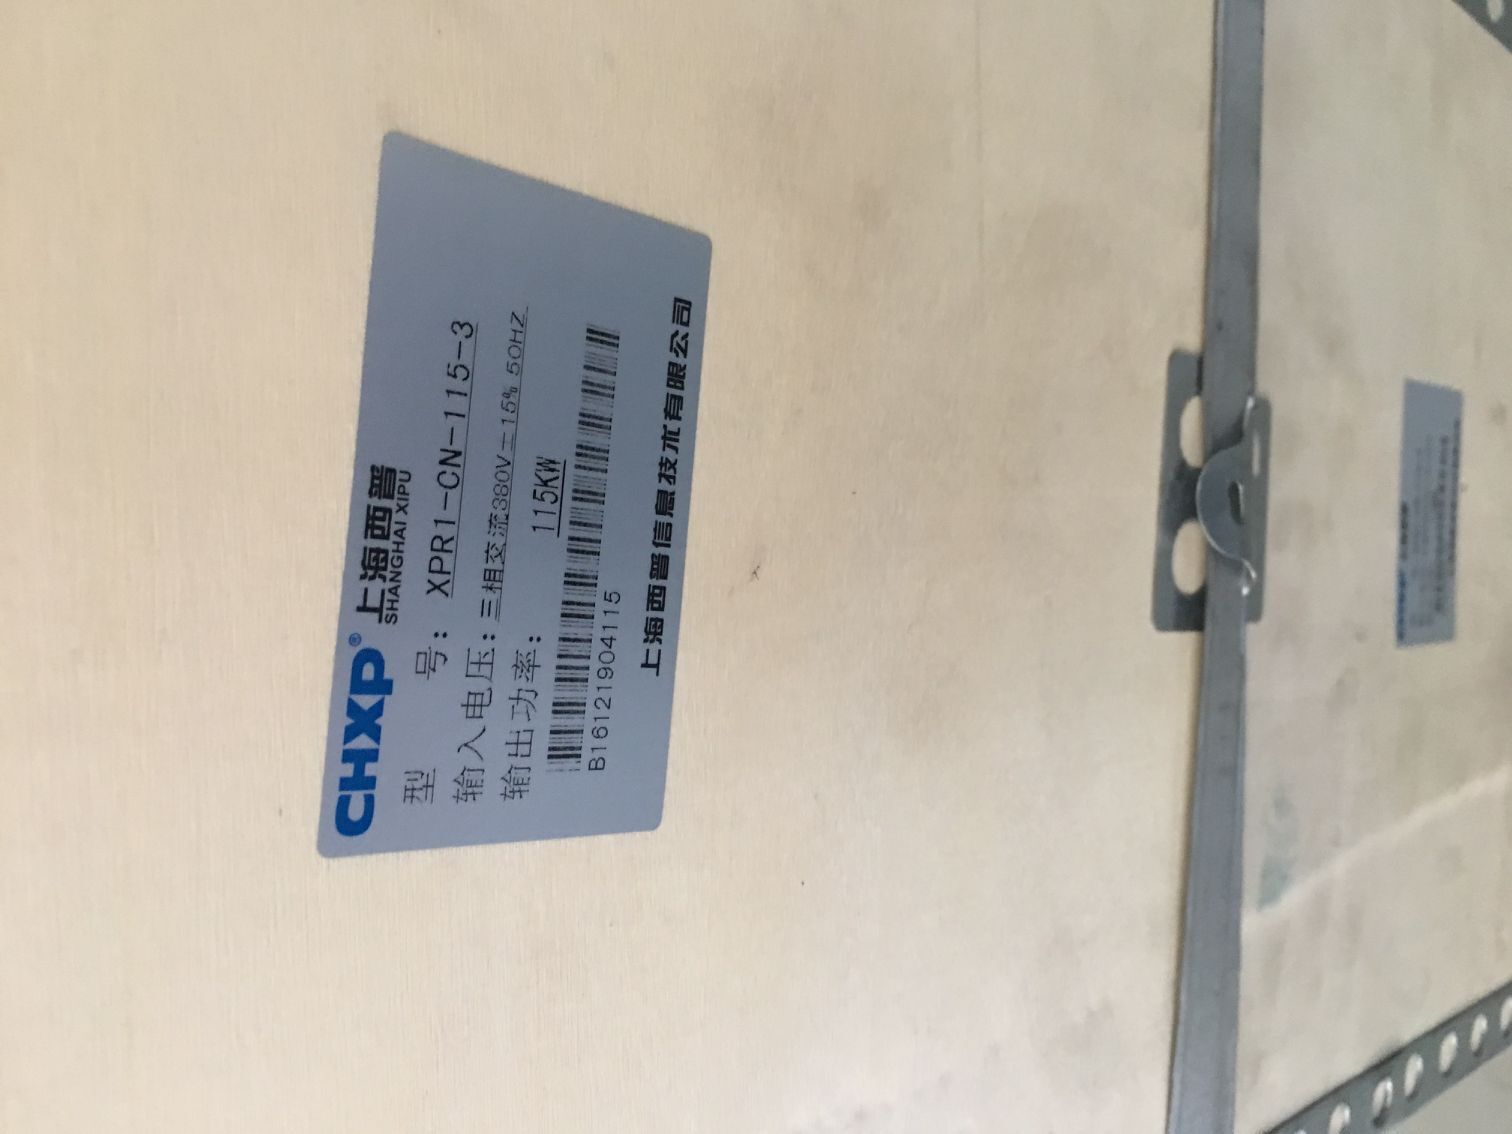 CHXP® 上海西普
SHANGHAI XIPU
型 号: XPR1-CN-115-3
输入电压: 三相交流380V±15% 50HZ
输出功率: 115KW
B16121904115
上海西普信息技术有限公司